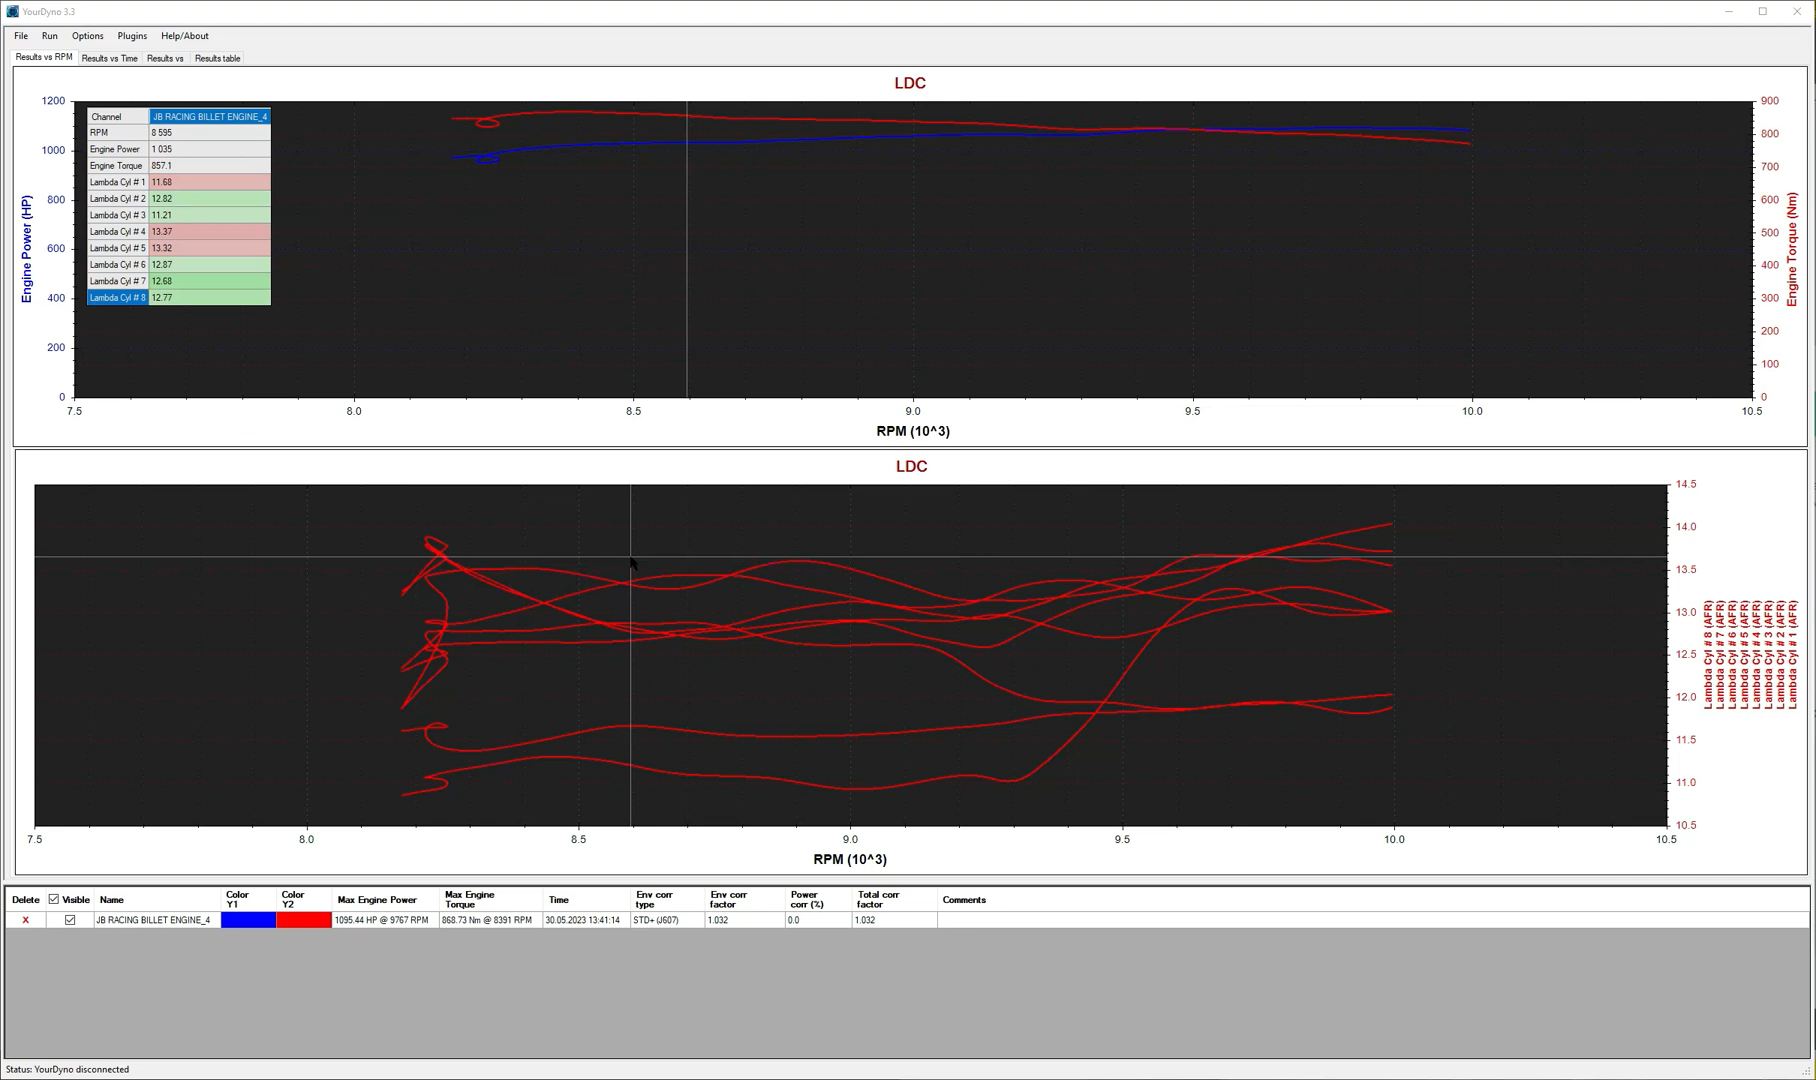 YourDyno 3.3
File Run Options Plugins Help/About
Results vs RPM Results vs Time Results vs Results table
LDC
1200
1000
800
600
400
200
0
Engine Power (HP)
Channel JB RACING BILLET ENGINE_4
RPM 8 595
Engine Power 1 035
Engine Torque 857.1
Lambda Cyl # 1 11.68
Lambda Cyl # 2 12.82
Lambda Cyl # 3 11.21
Lambda Cyl # 4 13.37
Lambda Cyl # 5 13.32
Lambda Cyl # 6 12.87
Lambda Cyl # 7 12.68
Lambda Cyl # 8 12.77
900
800
700
600
500
400
300
200
100
0
Engine Torque (Nm)
7.5 8.0 8.5 9.0 9.5 10.0 10.5
RPM (10^3)
LDC
14.5
14.0
13.5
13.0
12.5
12.0
11.5
11.0
10.5
Lambda Cyl # 8 (AFR)
Lambda Cyl # 7 (AFR)
Lambda Cyl # 6 (AFR)
Lambda Cyl # 5 (AFR)
Lambda Cyl # 4 (AFR)
Lambda Cyl # 3 (AFR)
Lambda Cyl # 2 (AFR)
Lambda Cyl # 1 (AFR)
7.5 8.0 8.5 9.0 9.5 10.0 10.5
RPM (10^3)
Delete Visible Name Color Y1 Color Y2 Max Engine Power Max Engine Torque Time Env corr type Env corr factor Power corr (%) Total corr factor Comments
X JB RACING BILLET ENGINE_4 1095.44 HP @ 9767 RPM 868.73 Nm @ 8391 RPM 30.05.2023 13:41:14 STD+ (J607) 1.032 0.0 1.032
Status: YourDyno disconnected